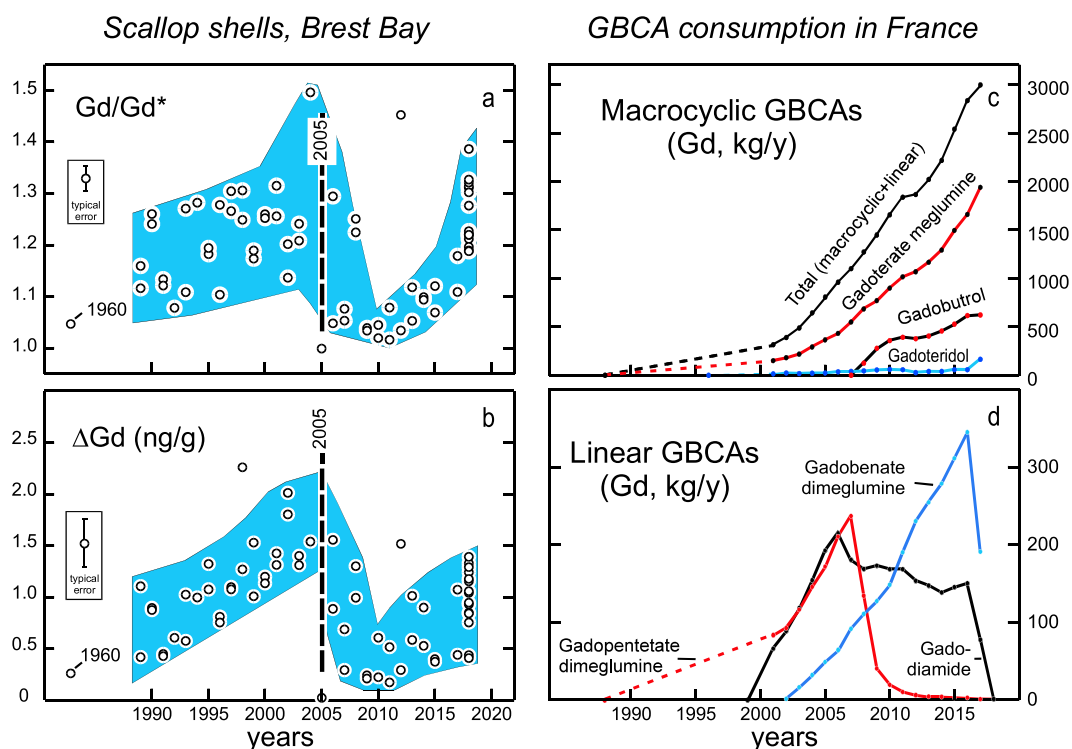 Scallop shells, Brest Bay
GBCA consumption in France
1.5
1.4
1.3
1.2
1.1
1.0
Gd/Gd*
a
typical
error
1960
2005
3000
2500
2000
1500
1000
500
0
Macrocyclic GBCAs
(Gd, kg/y)
c
Total (macrocyclic+linear)
Gadoterate meglumine
Gadobutrol
Gadoteridol
2.5
2.0
1.5
1.0
0.5
0
ΔGd (ng/g)
b
typical
error
1960
2005
1990
1995
2000
2005
2010
2015
2020
years
Linear GBCAs
(Gd, kg/y)
d
Gadobenate
dimeglumine
Gadopentetate
dimeglumine
Gado-
diamide
300
200
100
0
1990
1995
2000
2005
2010
2015
years